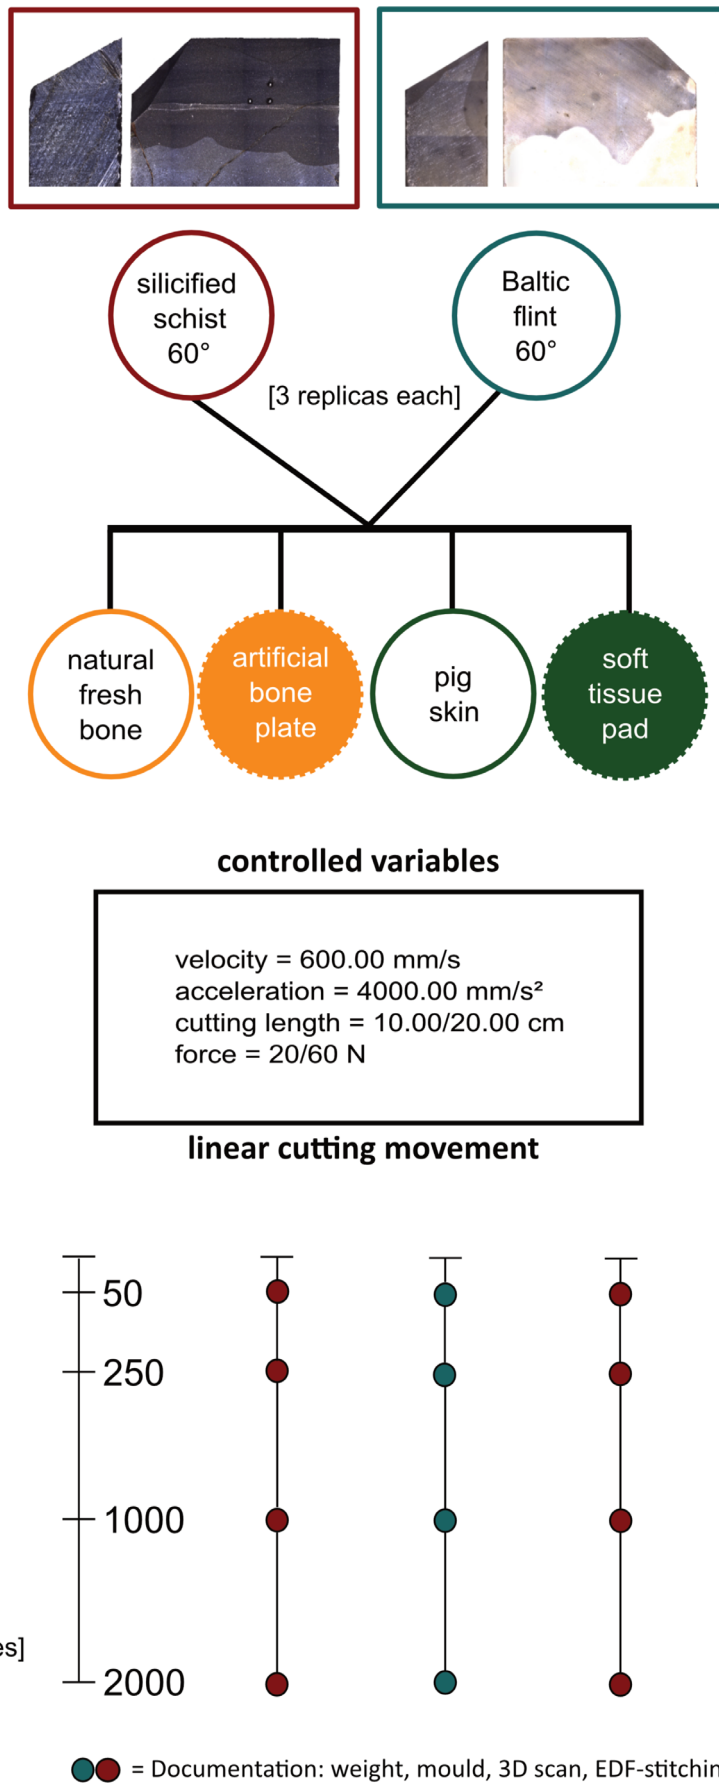 silicified
schist
60°
Baltic
flint
60°
[3 replicas each]
natural
fresh
bone
artificial
bone
plate
pig
skin
soft
tissue
pad
controlled variables
velocity = 600.00 mm/s
acceleration = 4000.00 mm/s²
cutting length = 10.00/20.00 cm
force = 20/60 N
linear cutting movement
50
250
1000
es]
2000
= Documentation: weight, mould, 3D scan, EDF-stitchin